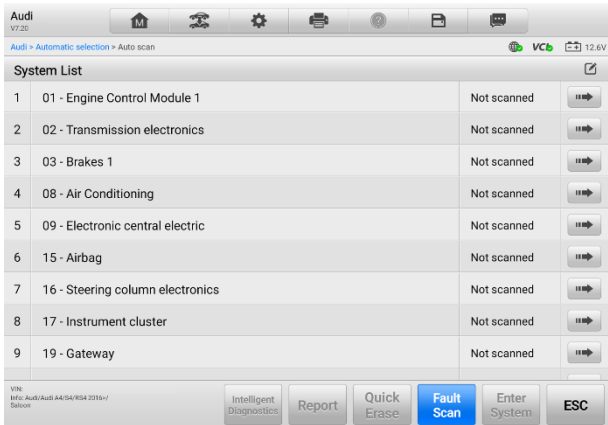 Audi
V7.20
M
Audi > Automatic selection > Auto scan
VCI
12.6V
System List
1 01 - Engine Control Module 1 Not scanned
2 02 - Transmission electronics Not scanned
3 03 - Brakes 1 Not scanned
4 08 - Air Conditioning Not scanned
5 09 - Electronic central electric Not scanned
6 15 - Airbag Not scanned
7 16 - Steering column electronics Not scanned
8 17 - Instrument cluster Not scanned
9 19 - Gateway Not scanned
VIN:
Info: Audi/Audi A4/S4/RS4 2016>/
Saloon
Intelligent
Diagnostics
Report
Quick
Erase
Fault
Scan
Enter
System
ESC